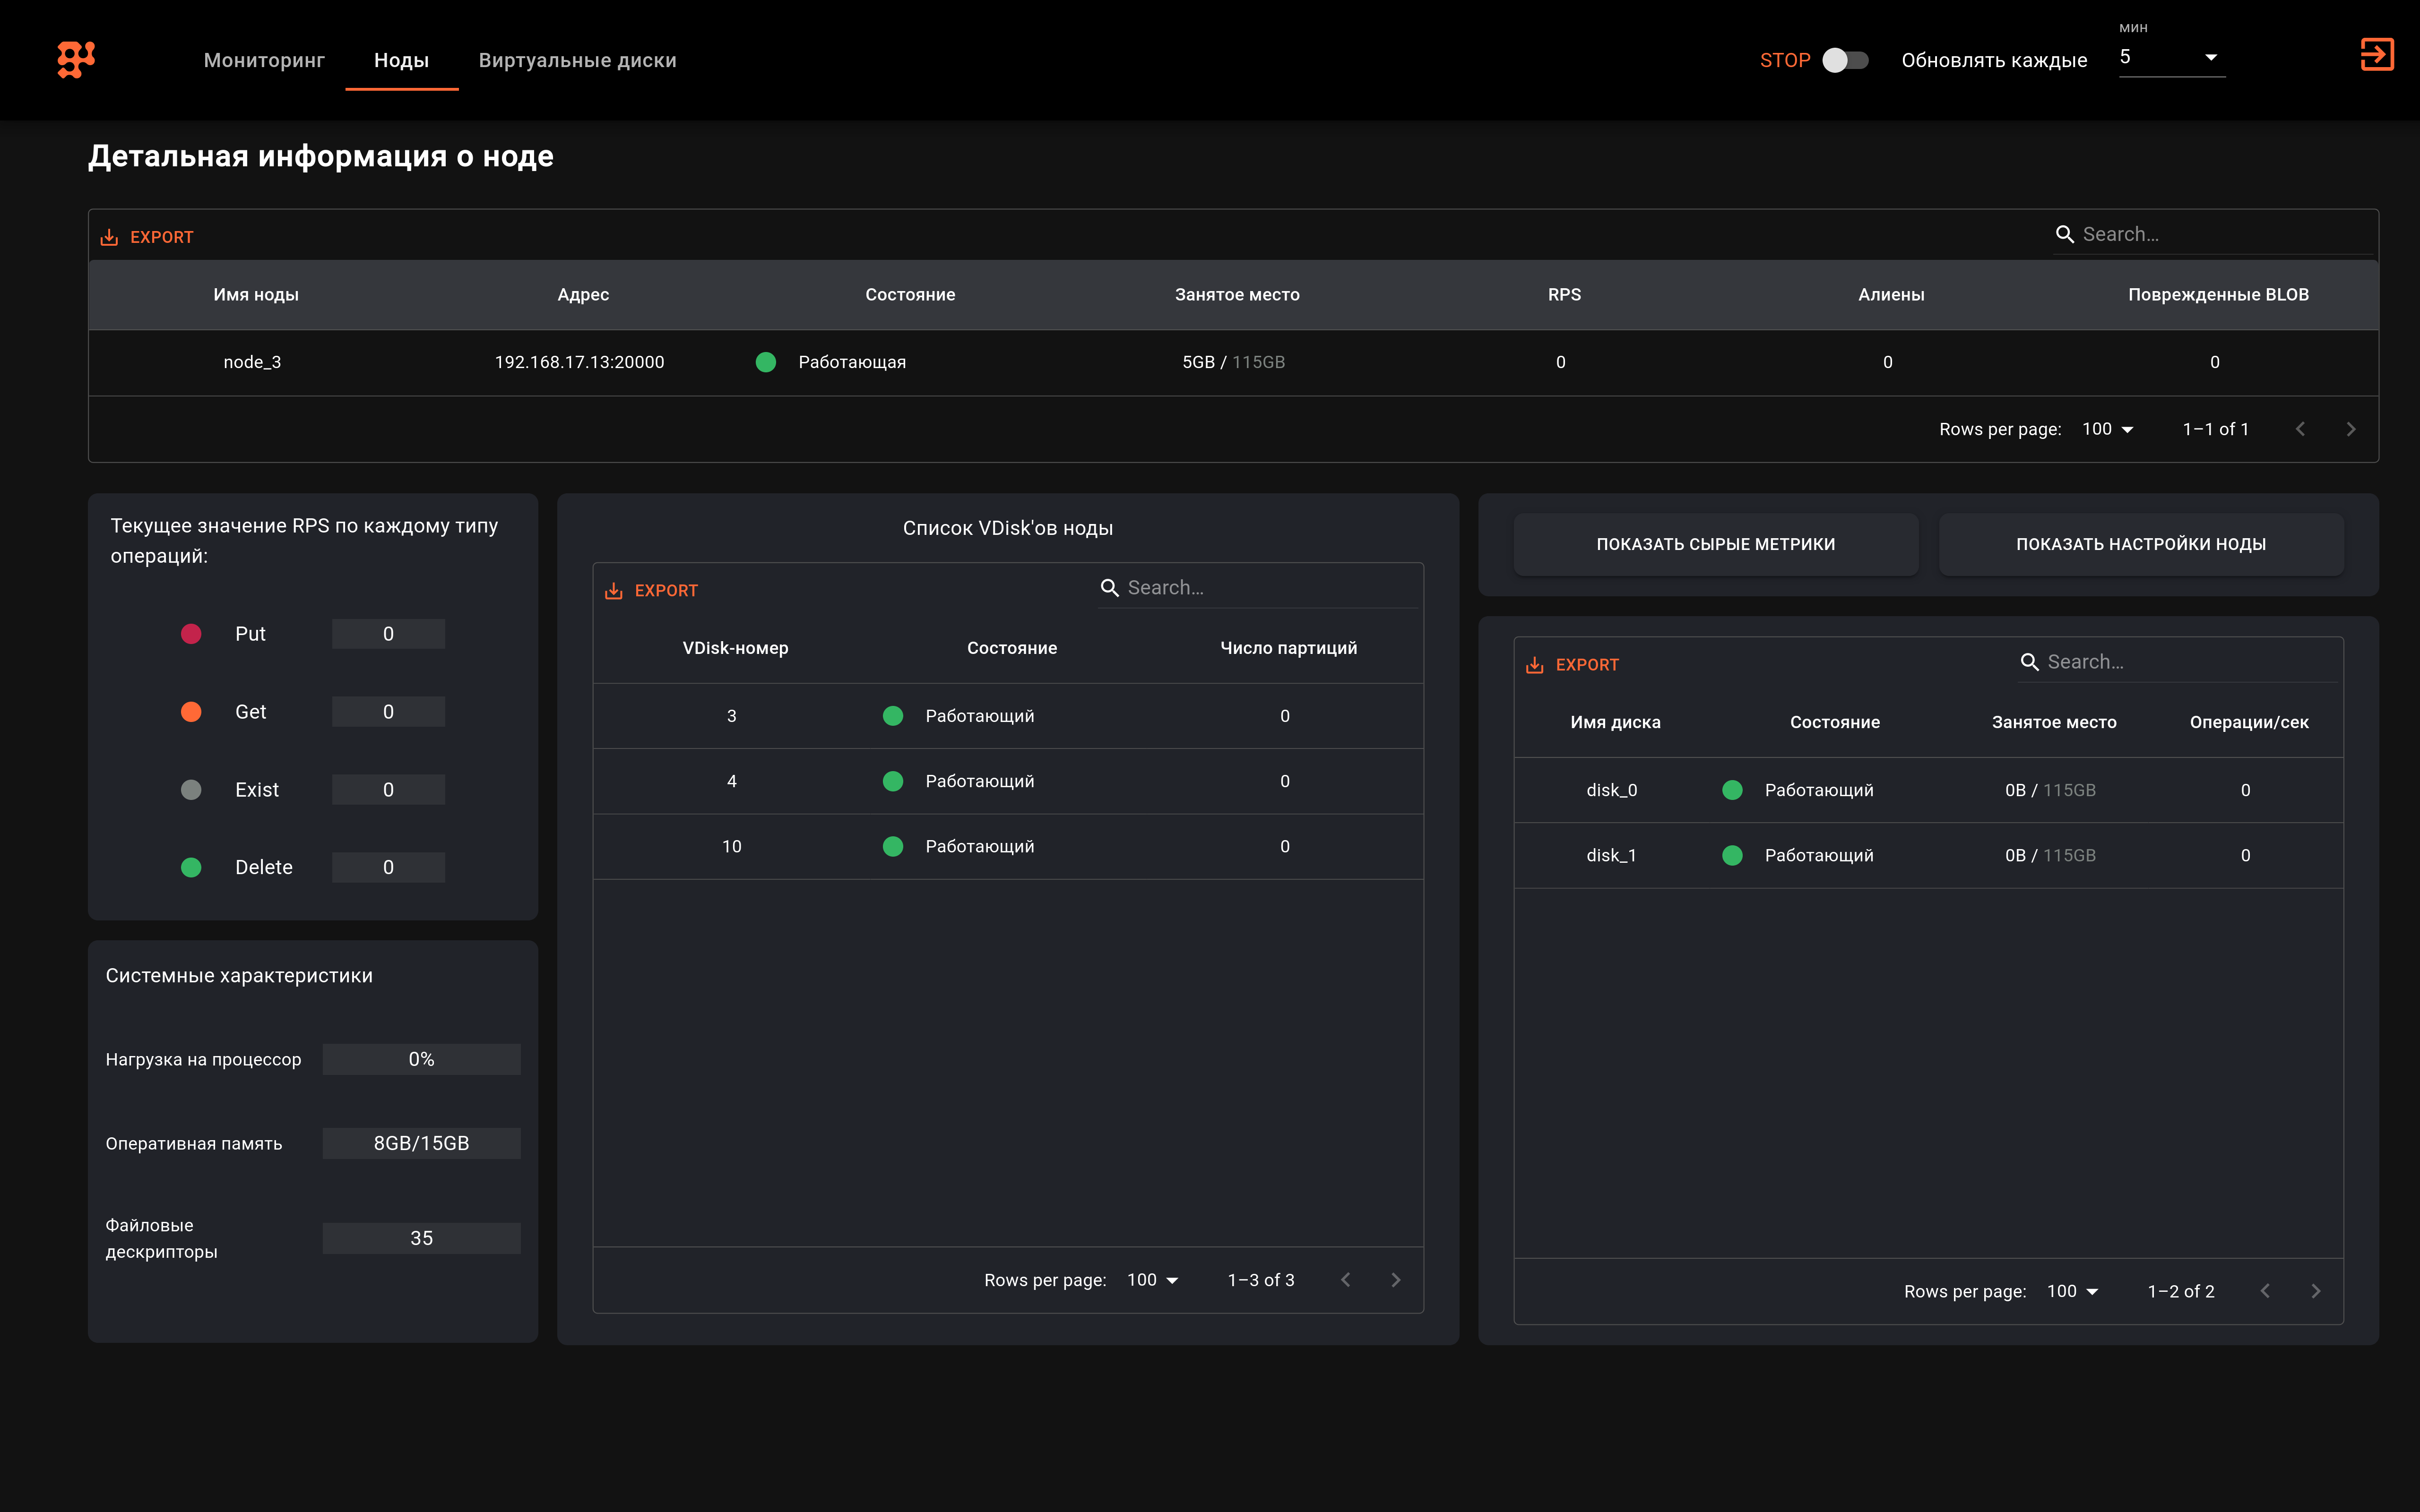 Мониторинг
Ноды
Виртуальные диски
STOP
Обновлять каждые
мин
5
Детальная информация о ноде
EXPORT
Search…
Имя ноды Адрес Состояние Занятое место RPS Алиены Поврежденные BLOB
node_3 192.168.17.13:20000 Работающая 5GB / 115GB 0 0 0
Rows per page: 100 1–1 of 1
Текущее значение RPS по каждому типу
операций:
Put 0
Get 0
Exist 0
Delete 0
Системные характеристики
Нагрузка на процессор 0%
Оперативная память 8GB/15GB
Файловые
дескрипторы
35
Список VDisk'ов ноды
EXPORT
Search…
VDisk-номер Состояние Число партиций
3 Работающий 0
4 Работающий 0
10 Работающий 0
Rows per page: 100 1–3 of 3
ПОКАЗАТЬ СЫРЫЕ МЕТРИКИ
ПОКАЗАТЬ НАСТРОЙКИ НОДЫ
EXPORT
Search…
Имя диска Состояние Занятое место Операции/сек
disk_0 Работающий 0B / 115GB 0
disk_1 Работающий 0B / 115GB 0
Rows per page: 100 1–2 of 2